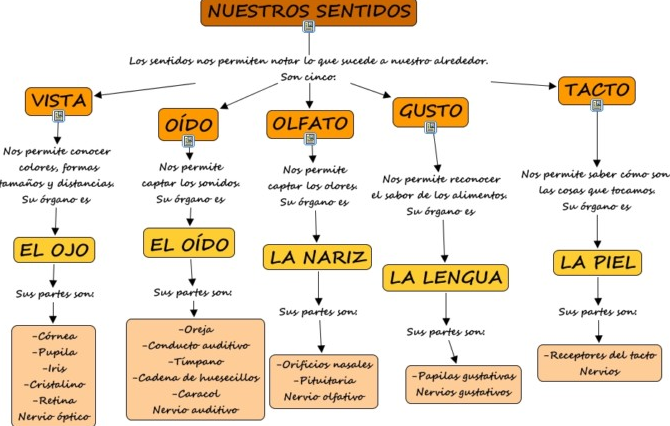 NUESTROS SENTIDOS
Los sentidos nos permiten notar lo que sucede a nuestro alrededor.
Son cinco:
VISTA
Nos permite conocer
colores, formas
tamaños y distancias.
Su órgano es
EL OJO
Sus partes son:
-Córnea
-Pupila
-Iris
-Cristalino
-Retina
Nervio óptico
OÍDO
Nos permite
captar los sonidos.
Su órgano es
EL OÍDO
Sus partes son:
-Oreja
-Conducto auditivo
-Tímpano
-Cadena de huesecillos
-Caracol
Nervio auditivo
OLFATO
Nos permite
captar los olores.
Su órgano es
LA NARIZ
Sus partes son:
-Orificios nasales
-Pituitaria
Nervio olfativo
GUSTO
Nos permite reconocer
el sabor de los alimentos.
Su órgano es
LA LENGUA
Sus partes son:
-Papilas gustativas
Nervios gustativos
TACTO
Nos permite saber cómo son
las cosas que tocamos.
Su órgano es
LA PIEL
Sus partes son:
-Receptores del tacto
Nervios